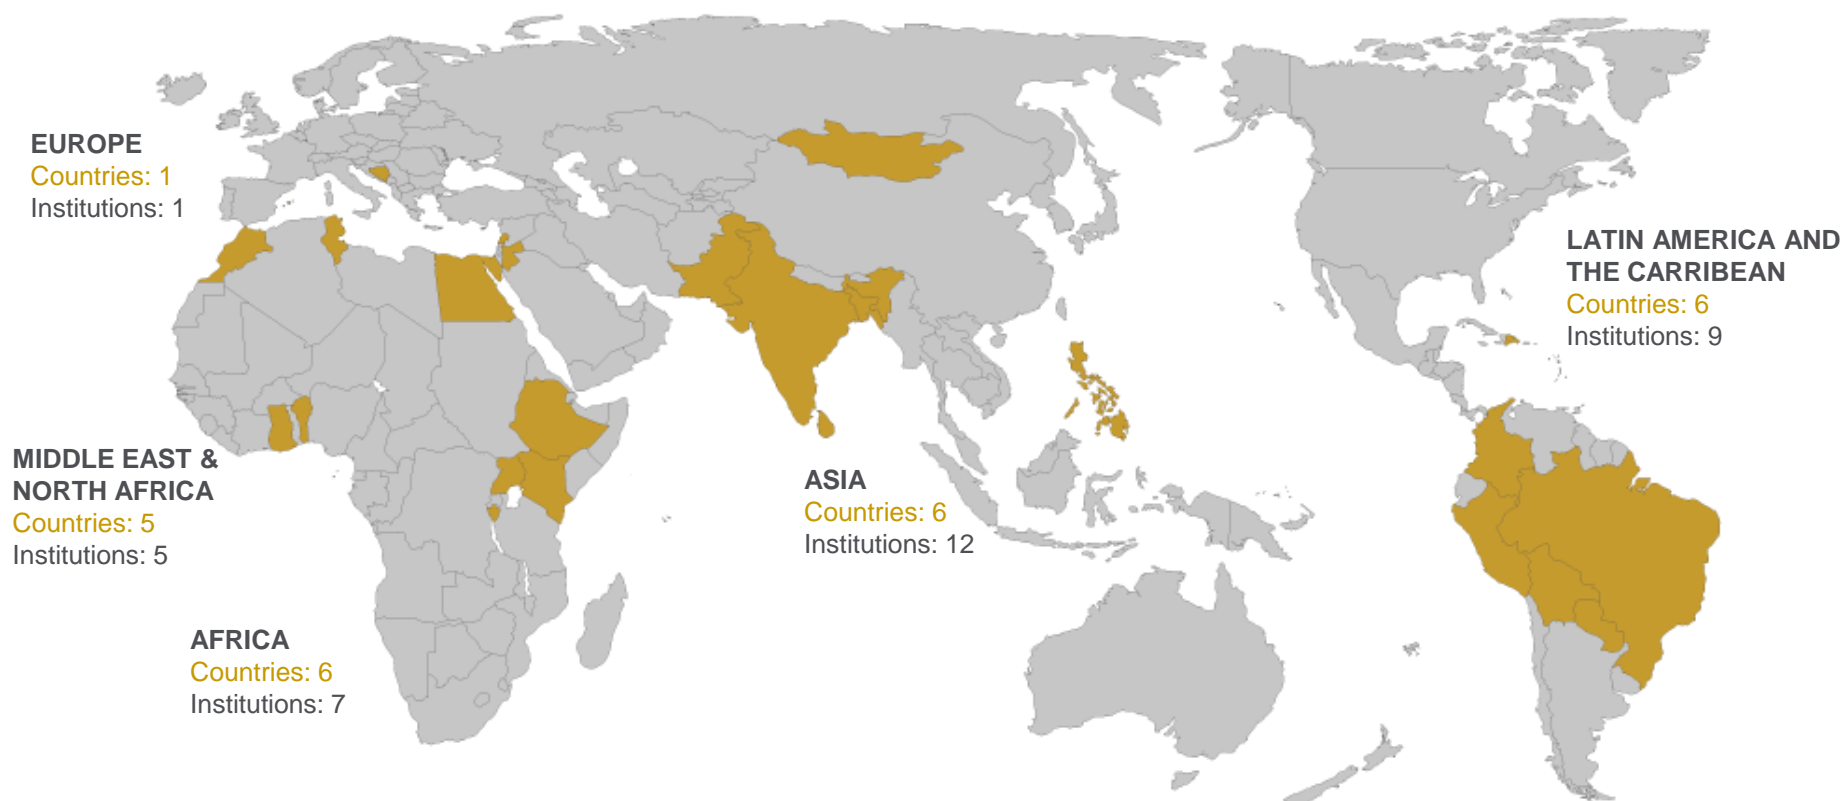 EUROPE
Countries: 1
Institutions: 1
LATIN AMERICA AND
THE CARRIBEAN
Countries: 6
Institutions: 9
MIDDLE EAST &
NORTH AFRICA
Countries: 5
Institutions: 5
ASIA
Countries: 6
Institutions: 12
AFRICA
Countries: 6
Institutions: 7